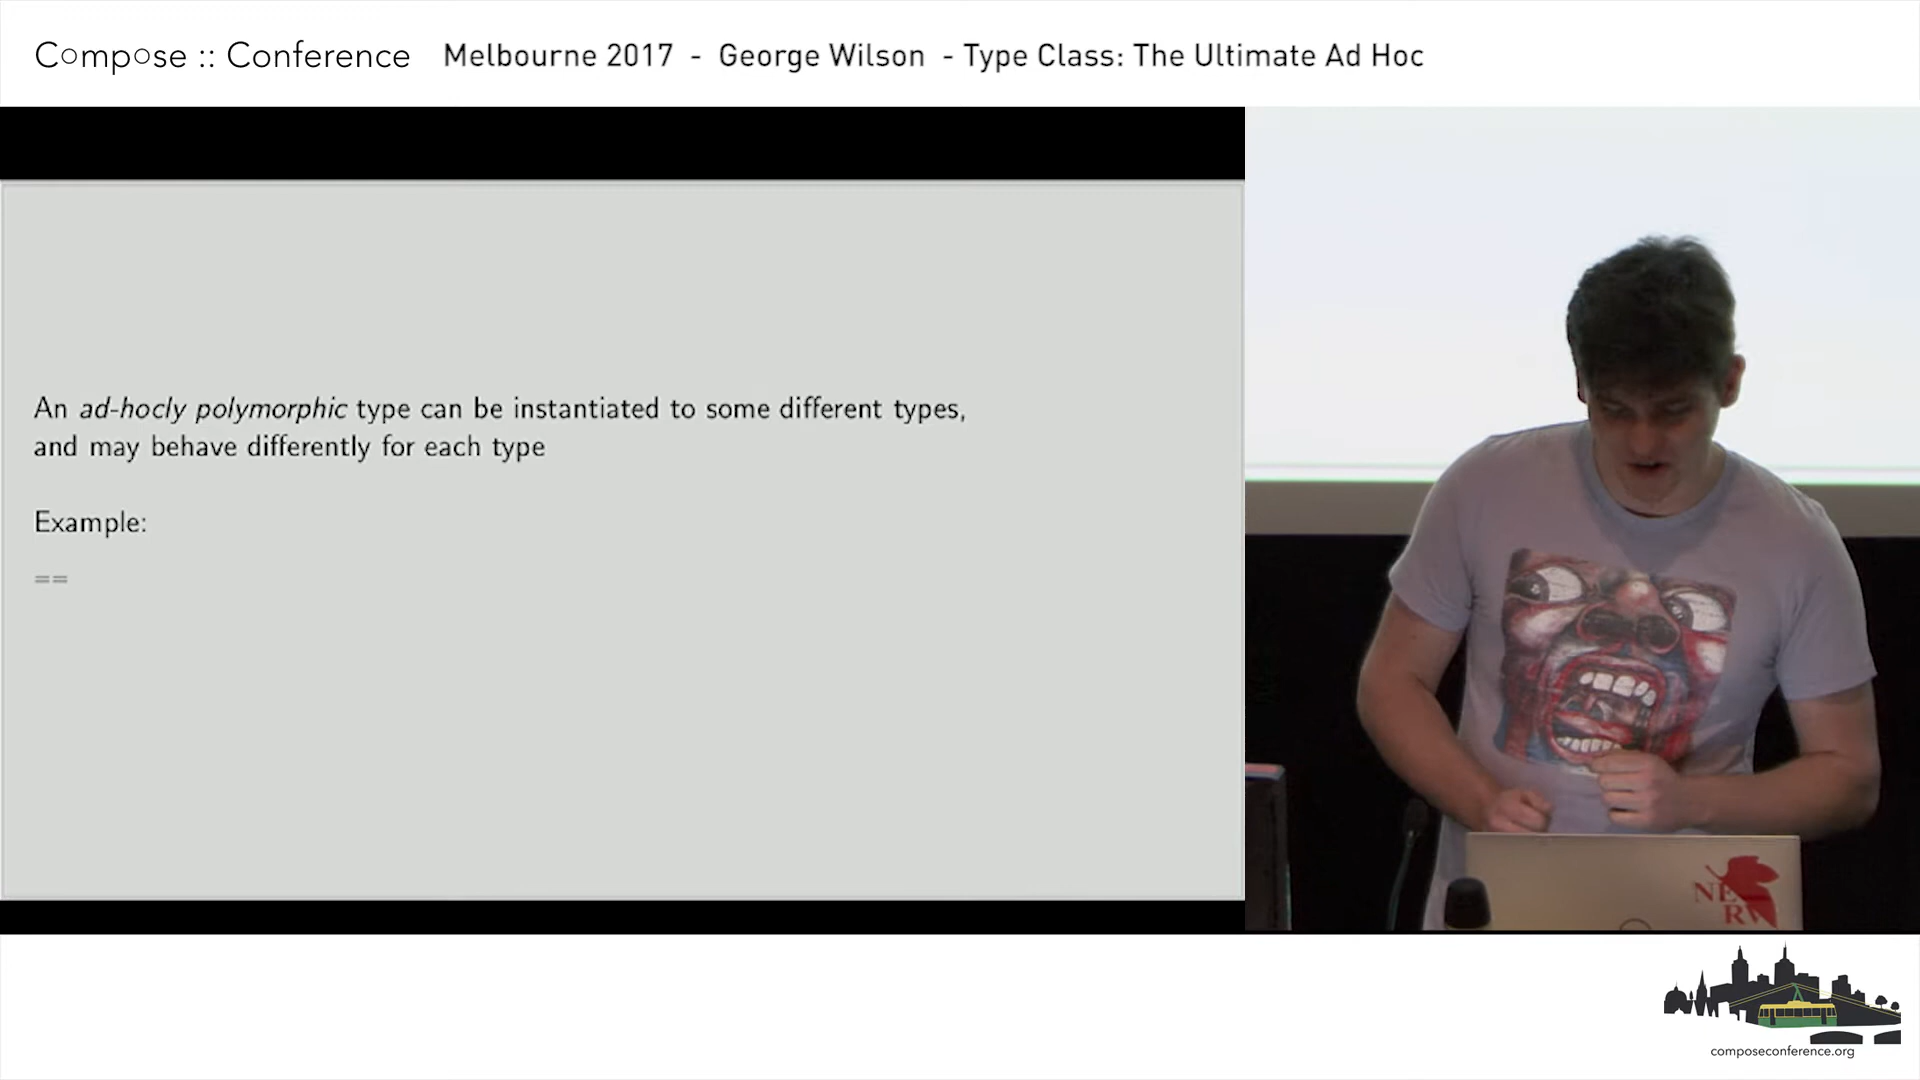 Compose :: Conference Melbourne 2017 - George Wilson - Type Class: The Ultimate Ad Hoc
An ad-hocly polymorphic type can be instantiated to some different types,
and may behave differently for each type
Example:
==
NERV
composeconference.org